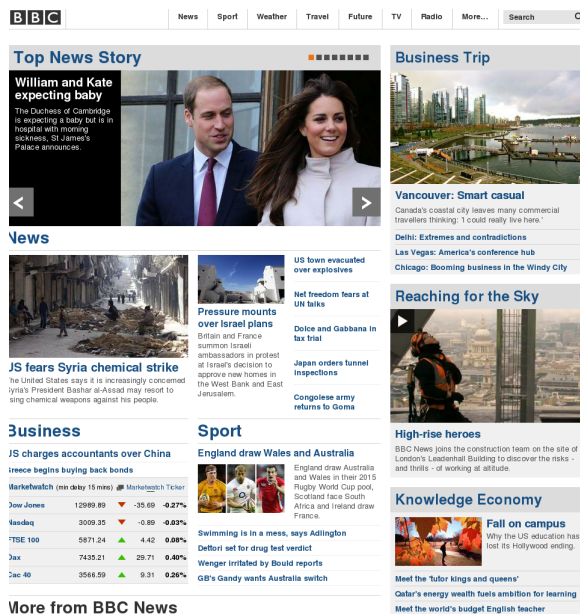 BBC
News
Sport
Weather
Travel
Future
TV
Radio
More...
Search
Top News Story
William and Kate
expecting baby
The Duchess of Cambridge
is expecting a baby but is in
hospital with morning
sickness, St James's
Palace announces.
News
US fears Syria chemical strike
The United States says it is increasingly concerned
Syria's President Bashar al-Assad may resort to
using chemical weapons against his people.
Pressure mounts
over Israel plans
Britain and France
summon Israeli
ambassadors in protest
at Israel's decision to
approve new homes in
the West Bank and East
Jerusalem.
US town evacuated
over explosives
Net freedom fears at
UN talks
Dolce and Gabbana in
tax trial
Japan orders tunnel
inspections
Congolese army
returns to Goma
Business
US charges accountants over China
Greece begins buying back bonds
Marketwatch (min delay 15 mins) Marketwatch Ticker
Dow Jones 12989.89 -35.69 -0.27%
Nasdaq 3009.35 -0.89 -0.03%
FTSE 100 5871.24 4.42 0.08%
Dax 7435.21 29.71 0.40%
Cac 40 3566.59 9.31 0.26%
Sport
England draw Wales and Australia
England draw Australia
and Wales in their 2015
Rugby World Cup pool,
Scotland face South
Africa and Ireland draw
France.
Swimming is in a mess, says Adlington
Dettori set for drug test verdict
Wenger irritated by Bould reports
GB's Gandy wants Australia switch
More from BBC News
Business Trip
Vancouver: Smart casual
Canada's coastal city leaves many commercial
travellers thinking: 'I could really live here.'
Delhi: Extremes and contradictions
Las Vegas: America's conference hub
Chicago: Booming business in the Windy City
Reaching for the Sky
High-rise heroes
BBC News joins the construction team on the site of
London's Leadenhall Building to discover the risks -
and thrills - of working at altitude.
Knowledge Economy
Fall on campus
Why the US education has
lost its Hollywood ending.
Meet the 'tutor kings and queens'
Qatar's energy wealth fuels ambition for learning
Meet the world's budget English teacher